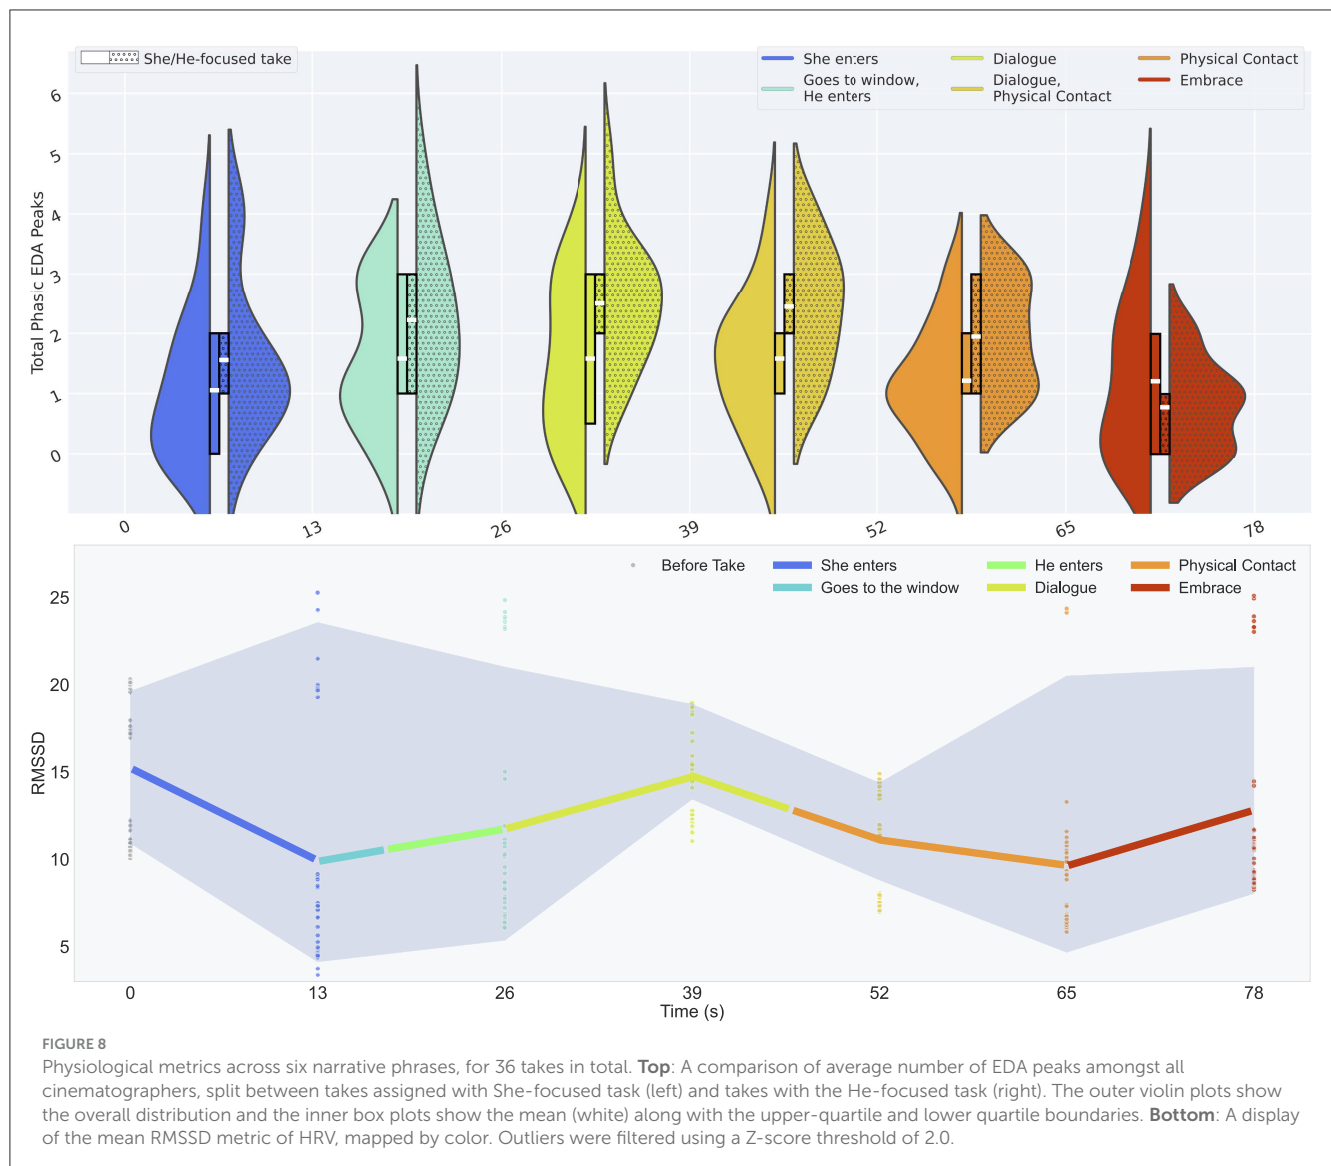 She/He-focused take
She enters
Goes to window,
He enters
Dialogue
Dialogue,
Physical Contact
Physical Contact
Embrace
Total Phasic EDA Peaks
6
5
4
3
2
1
0
0 13 26 39 52 65 78
Before Take
She enters
Goes to the window
He enters
Dialogue
Physical Contact
Embrace
RMSSD
25
20
15
10
5
0 13 26 39 52 65 78
Time (s)
FIGURE 8
Physiological metrics across six narrative phrases, for 36 takes in total. Top: A comparison of average number of EDA peaks amongst all
cinematographers, split between takes assigned with She-focused task (left) and takes with the He-focused task (right). The outer violin plots show
the overall distribution and the inner box plots show the mean (white) along with the upper-quartile and lower quartile boundaries. Bottom: A display
of the mean RMSSD metric of HRV, mapped by color. Outliers were filtered using a Z-score threshold of 2.0.